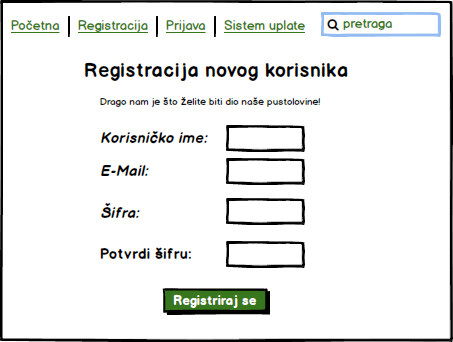 Početna Registracija Prijava Sistem uplate pretraga
Registracija novog korisnika
Drago nam je što želite biti dio naše pustolovine!
Korisničko ime:
E-Mail:
Šifra:
Potvrdi šifru:
Registriraj se